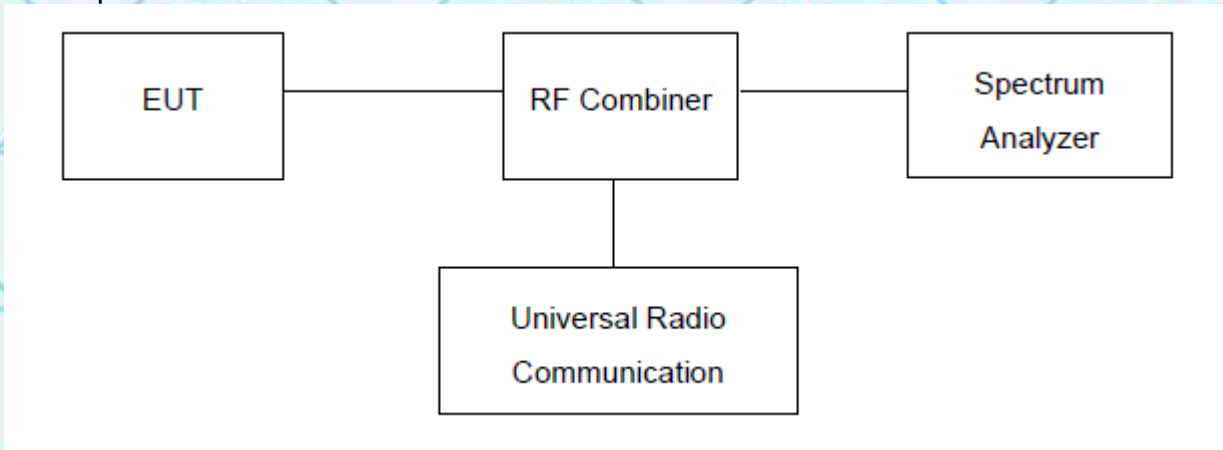 EUT
RF Combiner
Spectrum
Analyzer
Universal Radio
Communication